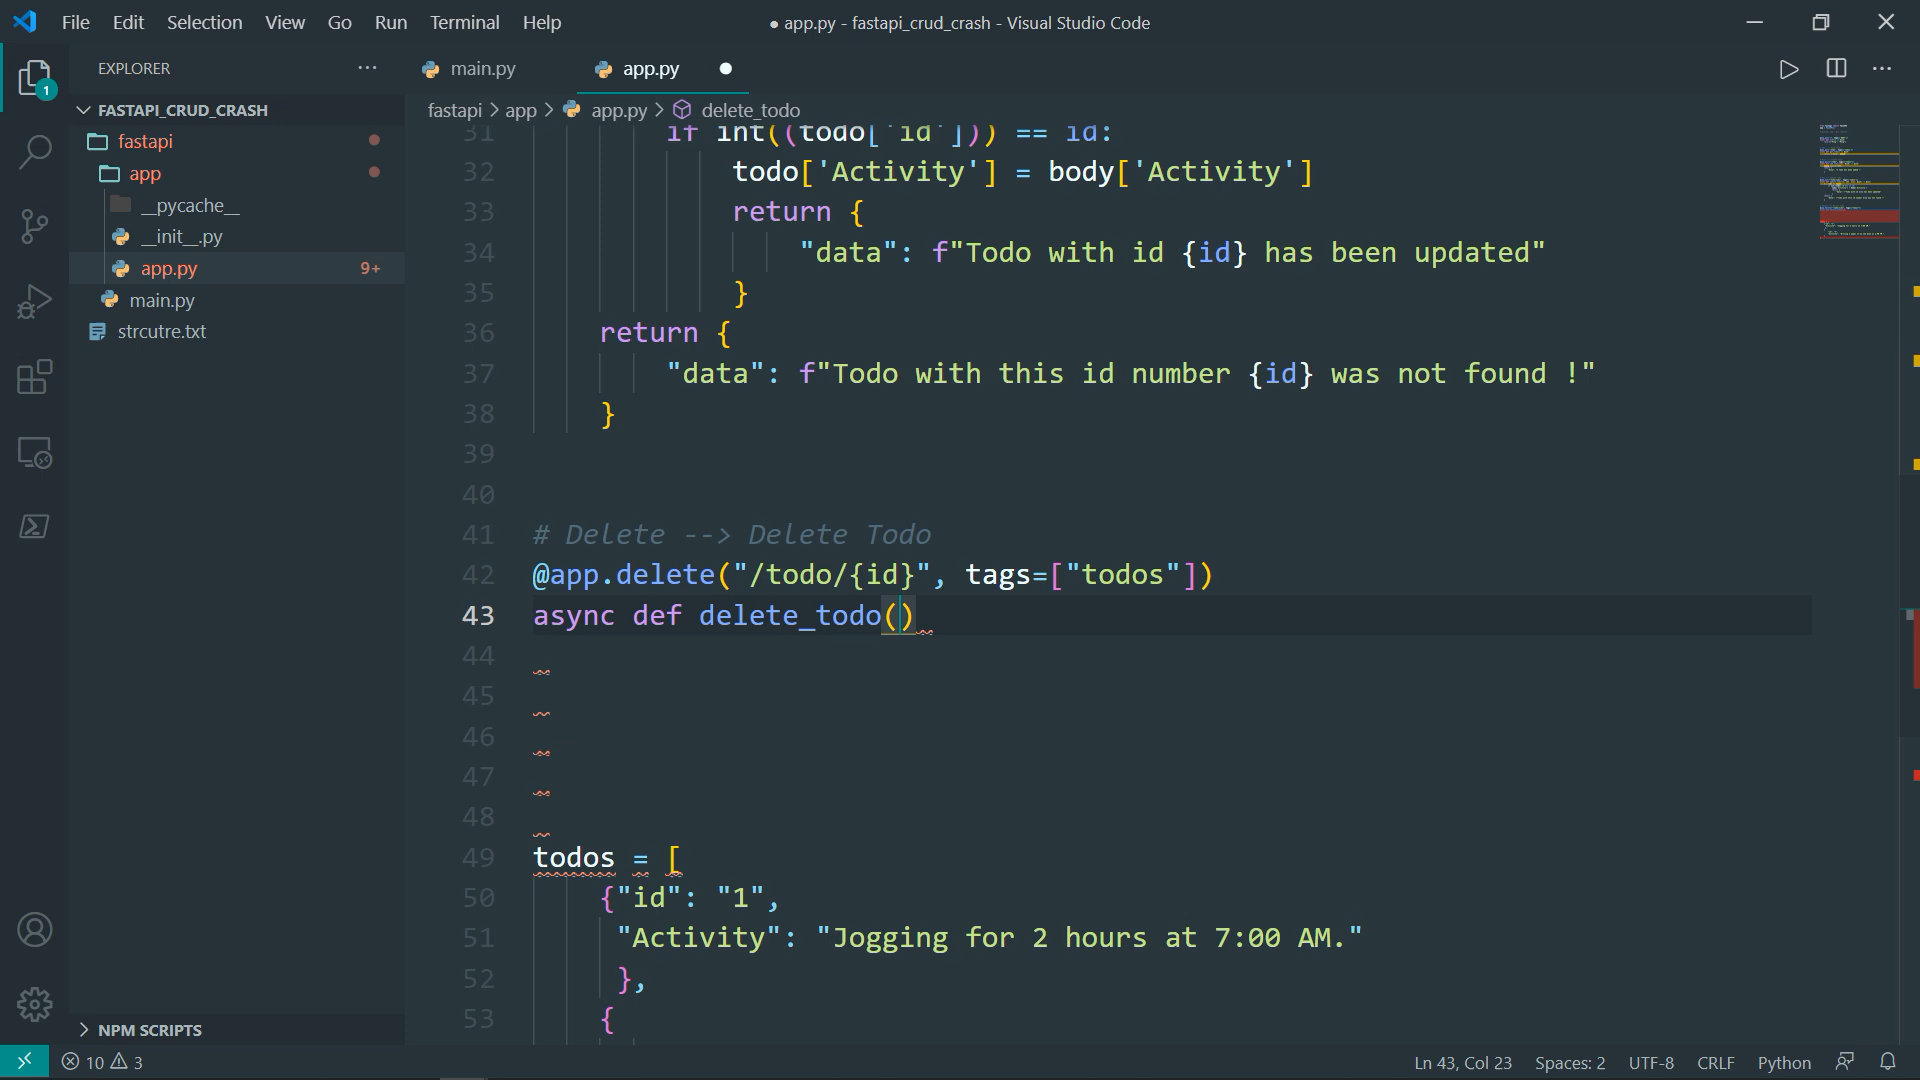 File Edit Selection View Go Run Terminal Help
● app.py - fastapi_crud_crash - Visual Studio Code
EXPLORER
main.py
app.py
1
FASTAPI_CRUD_CRASH
fastapi
app
__pycache__
__init__.py
app.py 9+
main.py
strcutre.txt
NPM SCRIPTS
fastapi > app > app.py > delete_todo
31 if int((todo['id'])) == id:
32 todo['Activity'] = body['Activity']
33 return {
34 "data": f"Todo with id {id} has been updated"
35 }
36 return {
37 "data": f"Todo with this id number {id} was not found !"
38 }
39
40
41 # Delete --> Delete Todo
42 @app.delete("/todo/{id}", tags=["todos"])
43 async def delete_todo()
44
45
46
47
48
49 todos = [
50 {"id": "1",
51 "Activity": "Jogging for 2 hours at 7:00 AM."
52 },
53 {
10 3
Ln 43, Col 23 Spaces: 2 UTF-8 CRLF Python